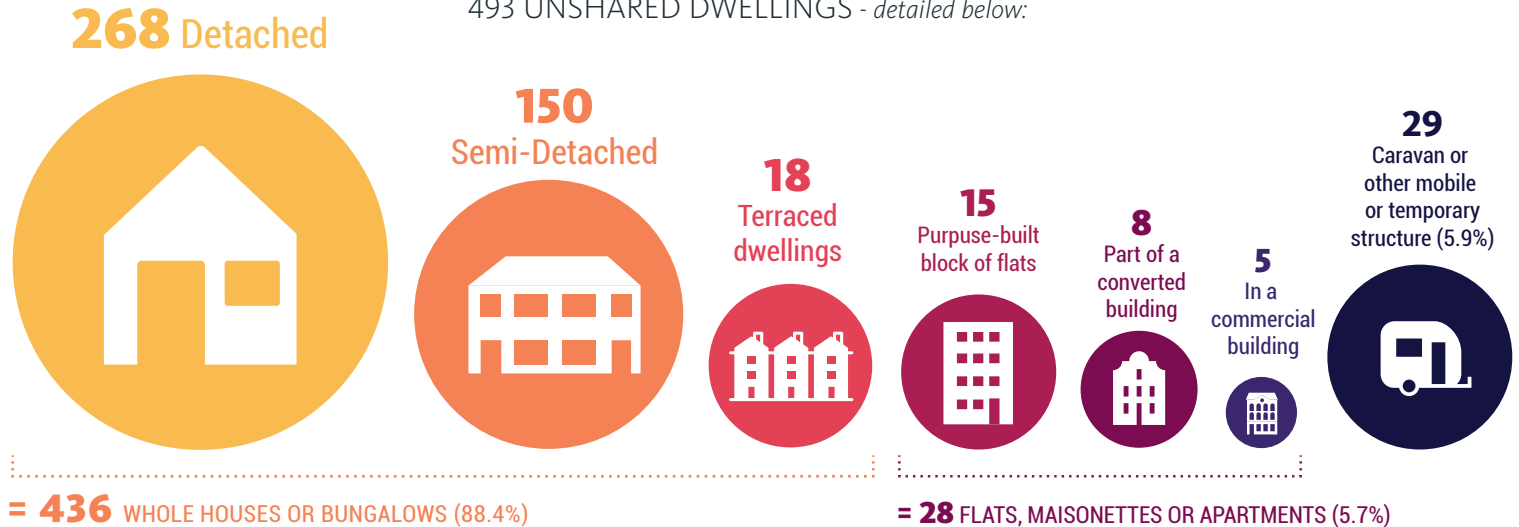 493 UNSHARED DWELLINGS - detailed below:
268 Detached
150
Semi-Detached
18
Terraced
dwellings
15
Purpuse-built
block of flats
8
Part of a
converted
building
5
In a
commercial
building
29
Caravan or
other mobile
or temporary
structure (5.9%)
= 436 WHOLE HOUSES OR BUNGALOWS (88.4%)
= 28 FLATS, MAISONETTES OR APARTMENTS (5.7%)